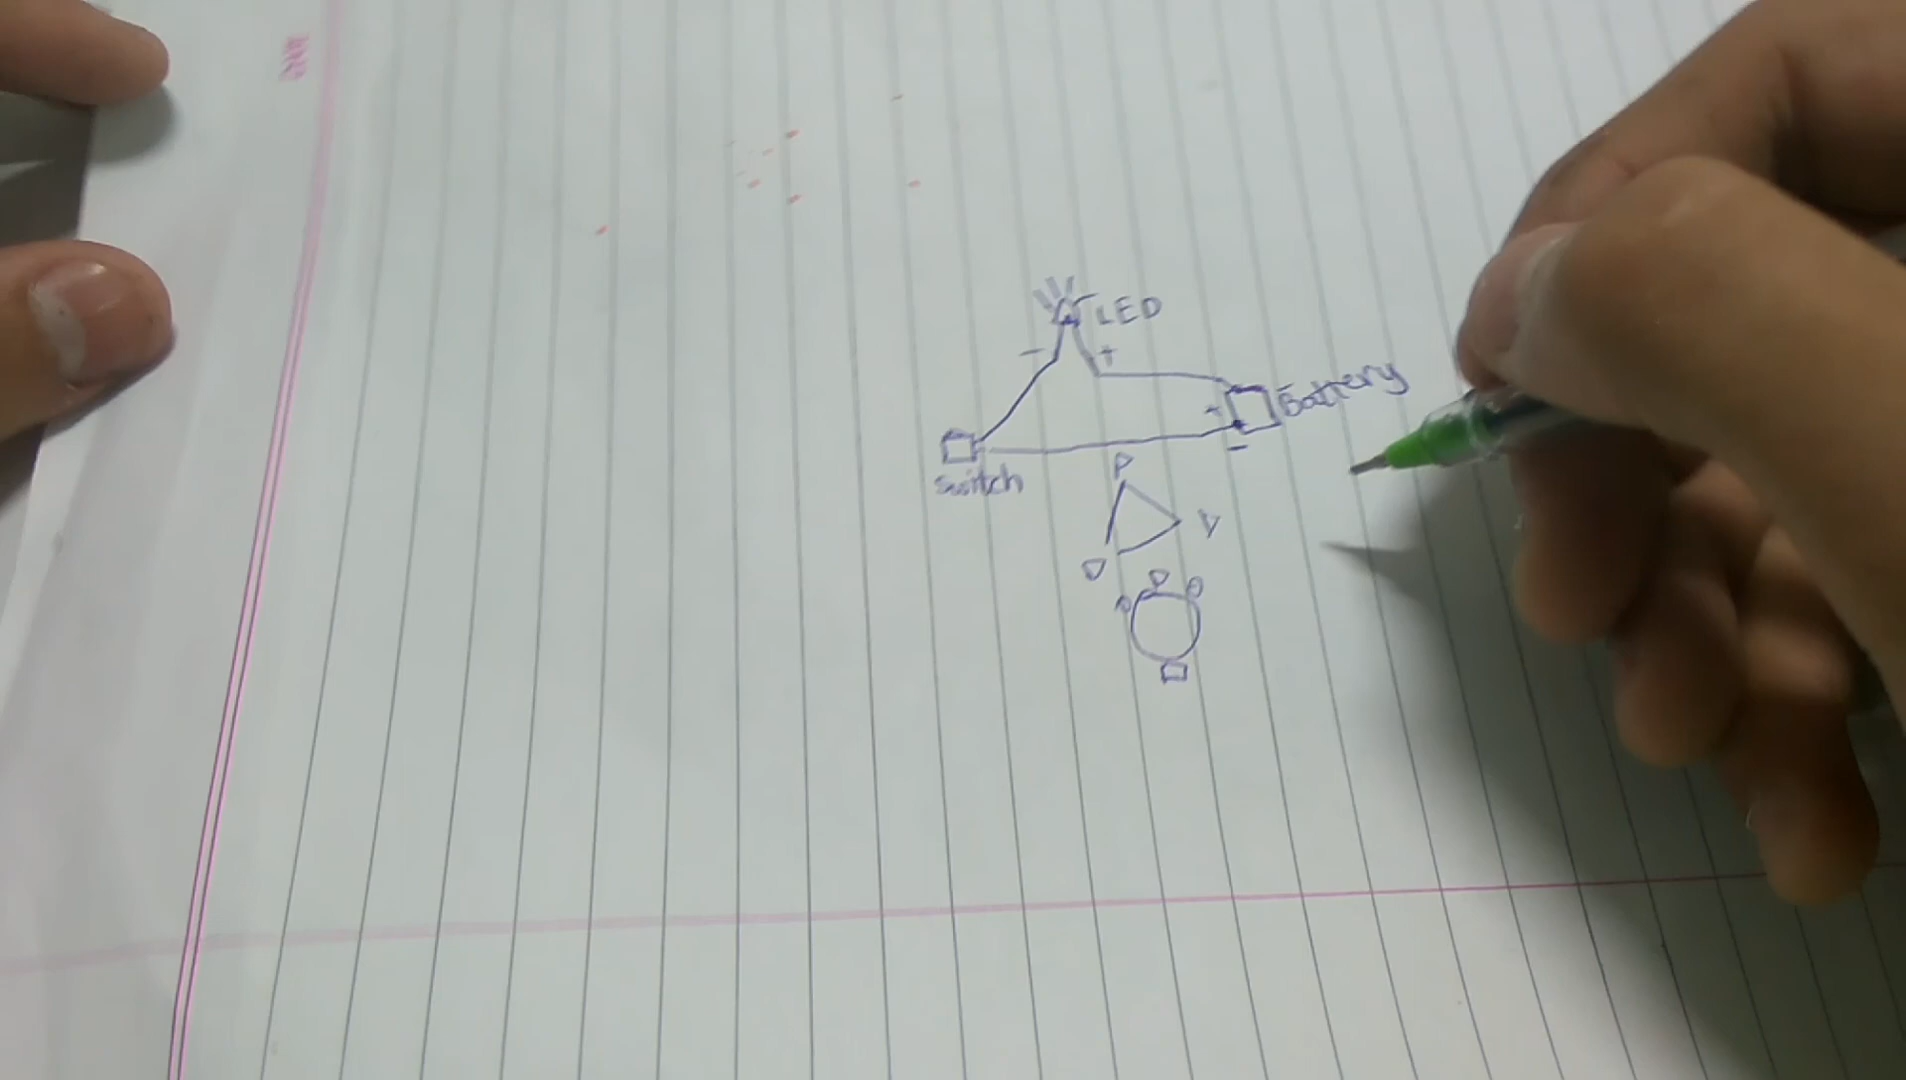 LED
- +
Battery
+
-
Switch
P
V